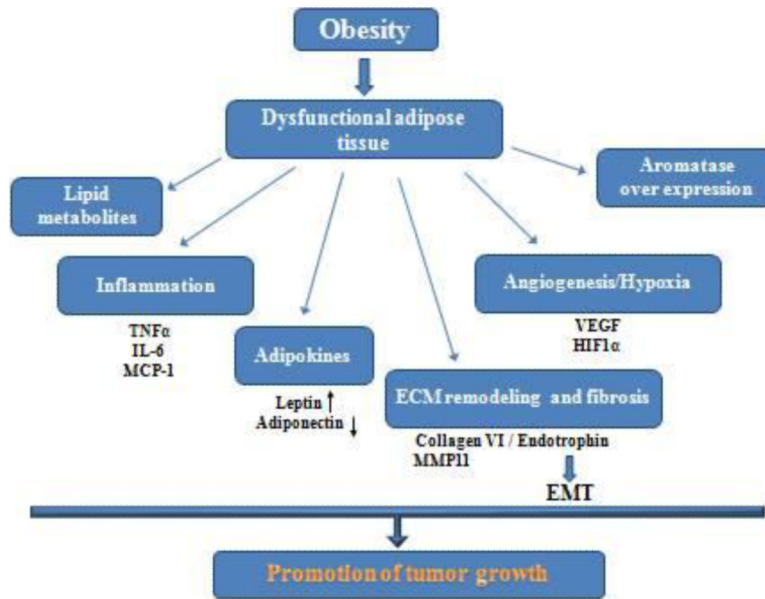 Obesity
Dysfunctional adipose
tissue
Aromatase
over expression
Lipid
metabolites
Inflammation
TNFα
IL-6
MCP-1
Angiogenesis/Hypoxia
VEGF
HIF1α
Adipokines
Leptin ↑
Adiponectin ↓
ECM remodeling and fibrosis
Collagen VI / Endotrophin
MMP11
EMT
Promotion of tumor growth